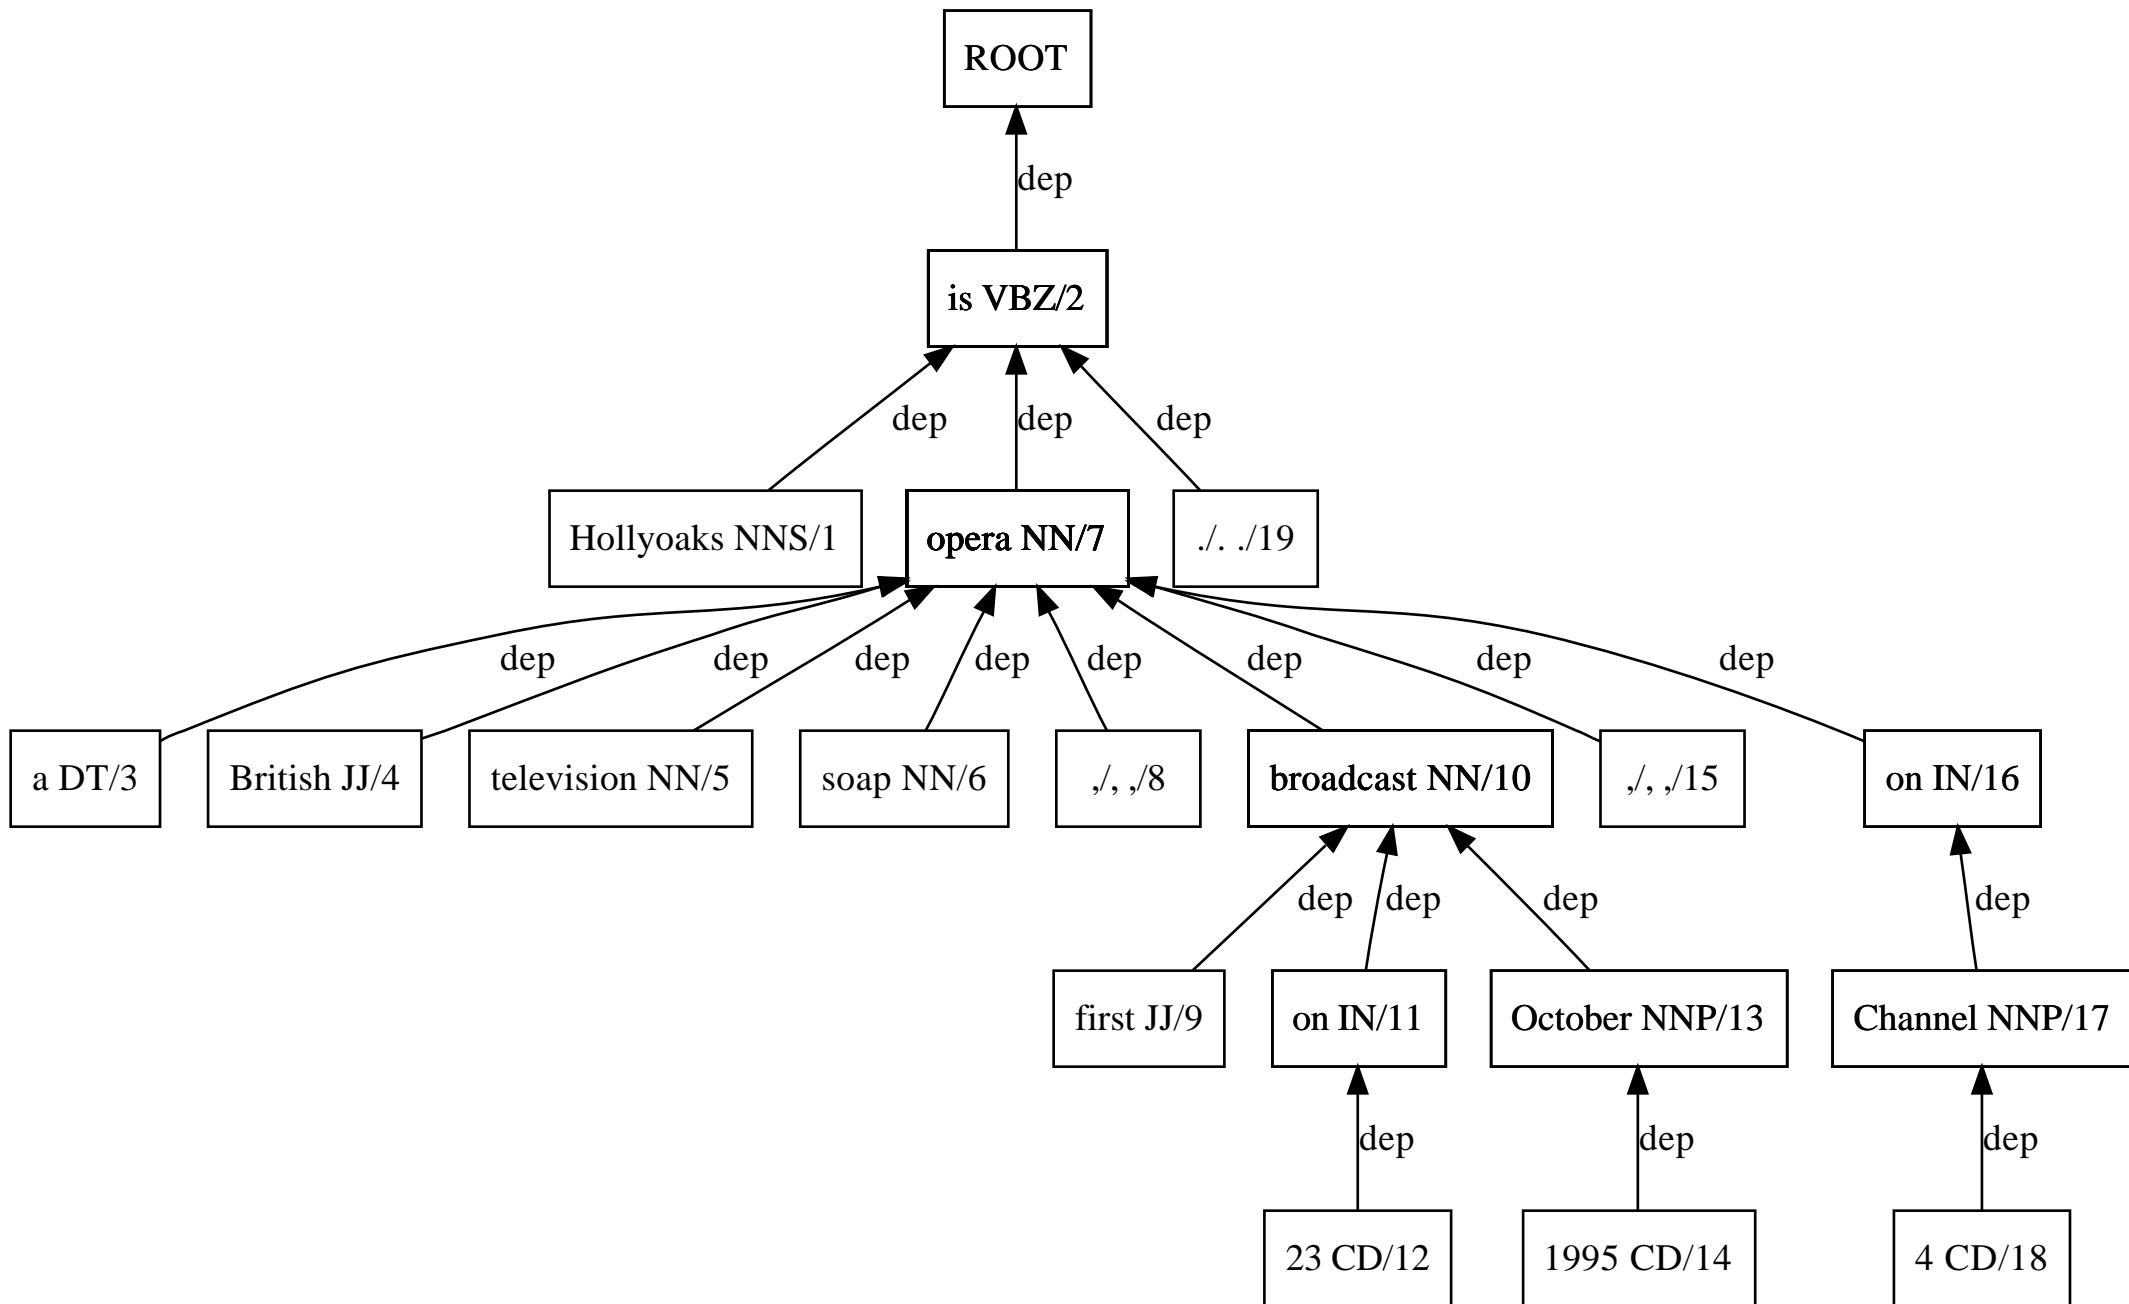 ROOT
dep
is VBZ/2
dep dep dep
Hollyoaks NNS/1 opera NN/7 ./. ./19
dep dep dep dep dep dep dep dep
a DT/3 British JJ/4 television NN/5 soap NN/6 ,/, ,/8 broadcast NN/10 ,/, ,/15 on IN/16
dep dep dep dep
first JJ/9 on IN/11 October NNP/13 Channel NNP/17
dep dep dep
23 CD/12 1995 CD/14 4 CD/18